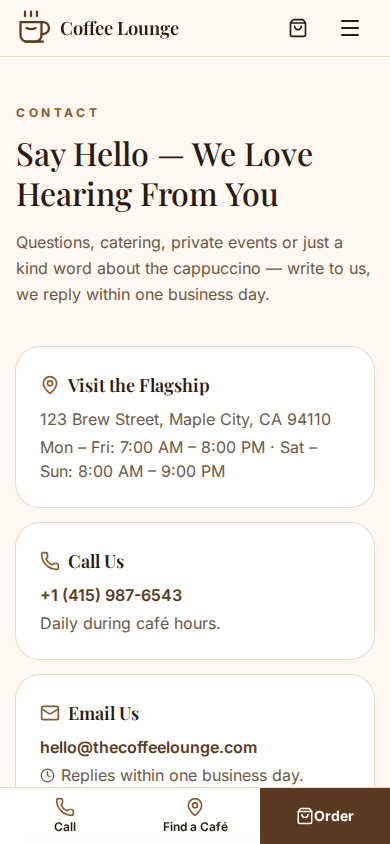 Coffee Lounge
CONTACT
Say Hello — We Love
Hearing From You
Questions, catering, private events or just a
kind word about the cappuccino — write to us,
we reply within one business day.
Visit the Flagship
123 Brew Street, Maple City, CA 94110
Mon – Fri: 7:00 AM – 8:00 PM · Sat –
Sun: 8:00 AM – 9:00 PM
Call Us
+1 (415) 987-6543
Daily during café hours.
Email Us
hello@thecoffeelounge.com
Replies within one business day.
Call
Find a Café
Order